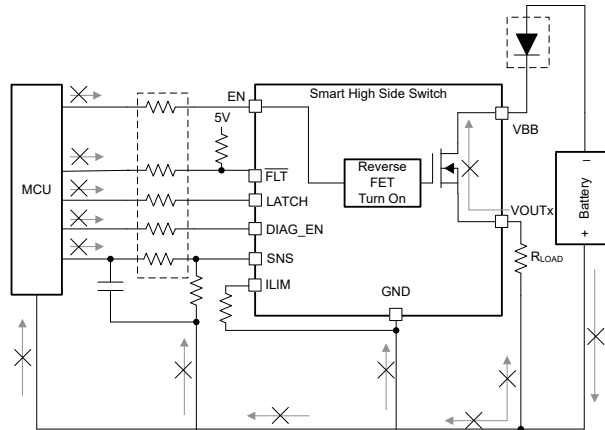 Smart High Side Switch
EN
5V
VBB
FLT
Reverse
FET
Turn On
MCU
LATCH
VOUTx
DIAG_EN
+ Battery –
SNS
RLOAD
ILIM
GND